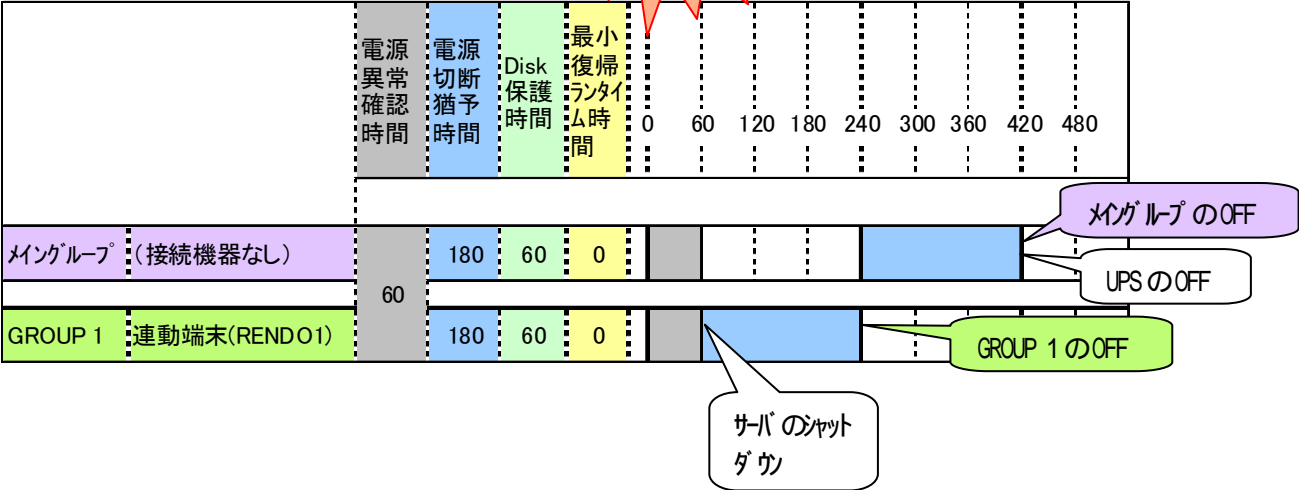 電源
異常
確認
時間
電源
切断
猶予
時間
Disk
保護
時間
最小
復帰
ランタイ
ム時
間
0 60 120 180 240 300 360 420 480
メイングループのOFF
メイングループ (接続機器なし) 180 60 0
UPSのOFF
60
GROUP 1 連動端末(RENDO1) 180 60 0
GROUP 1のOFF
サーバのシャット
ダウン